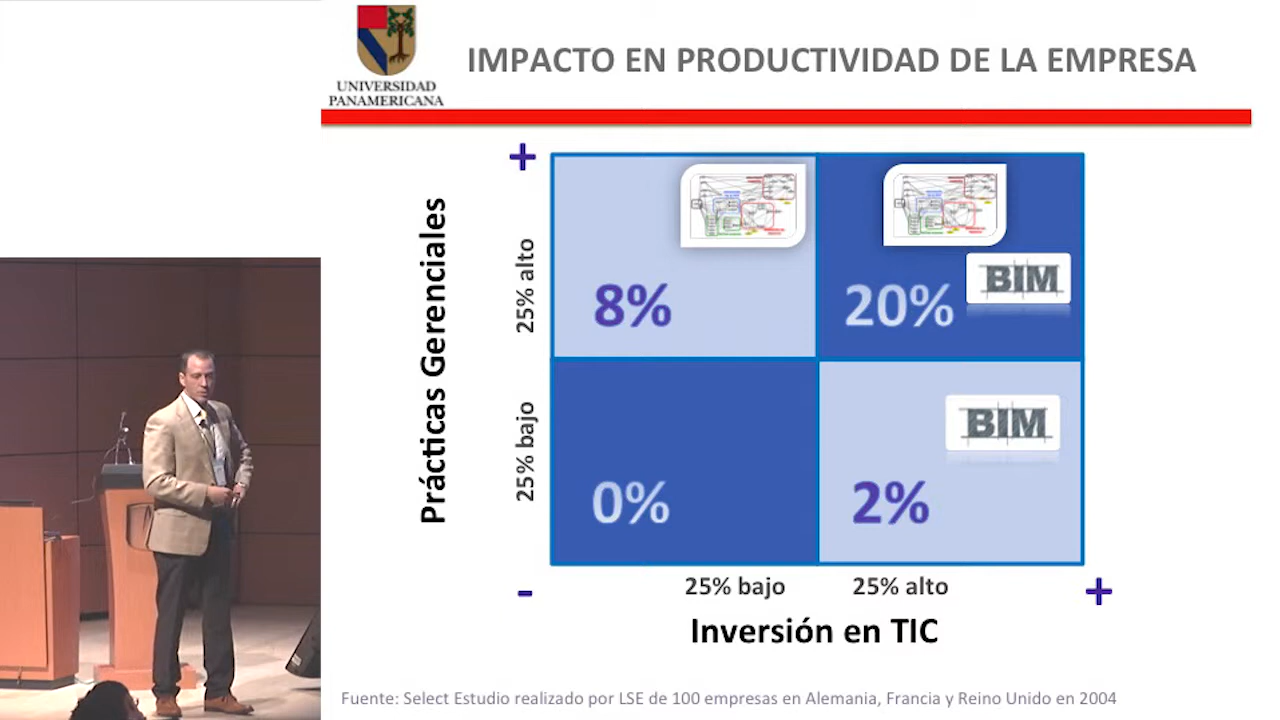 UNIVERSIDAD
PANAMERICANA
IMPACTO EN PRODUCTIVIDAD DE LA EMPRESA
+
Prácticas Gerenciales
25% alto
25% bajo
8%
20%
BIM
0%
2%
BIM
-
25% bajo
25% alto
+
Inversión en TIC
Fuente: Select Estudio realizado por LSE de 100 empresas en Alemania, Francia y Reino Unido en 2004